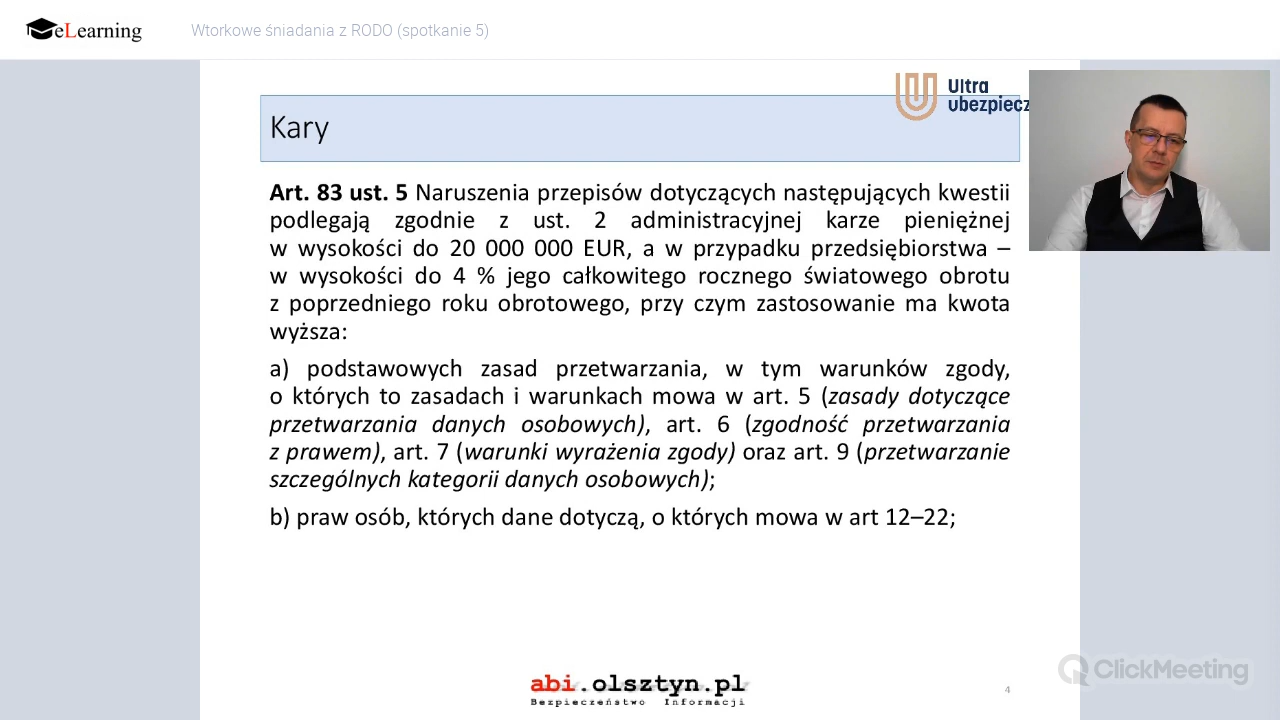 eLearning
Wtorkowe śniadania z RODO (spotkanie 5)
Ultra
ubezpiecz
Kary
Art. 83 ust. 5 Naruszenia przepisów dotyczących następujących kwestii
podlegają zgodnie z ust. 2 administracyjnej karze pieniężnej
w wysokości do 20 000 000 EUR, a w przypadku przedsiębiorstwa –
w wysokości do 4 % jego całkowitego rocznego światowego obrotu
z poprzedniego roku obrotowego, przy czym zastosowanie ma kwota
wyższa:
a) podstawowych zasad przetwarzania, w tym warunków zgody,
o których to zasadach i warunkach mowa w art. 5 (zasady dotyczące
przetwarzania danych osobowych), art. 6 (zgodność przetwarzania
z prawem), art. 7 (warunki wyrażenia zgody) oraz art. 9 (przetwarzanie
szczególnych kategorii danych osobowych);
b) praw osób, których dane dotyczą, o których mowa w art 12–22;
abi.olsztyn.pl
Bezpieczeństwo Informacji
4
ClickMeeting